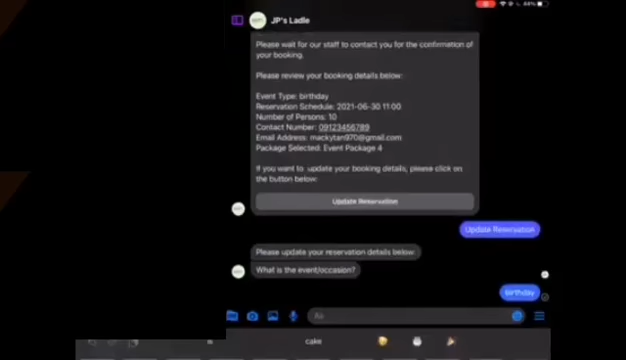 JP's Ladle
Please wait for our staff to contact you for the confirmation of
your booking.
Please review your booking details below:
Event Type: birthday
Reservation Schedule: 2021-06-30 11:00
Number of Persons: 10
Contact Number: 09123456789
Email Address: mackytan970@gmail.com
Package Selected: Event Package 4
If you want to update your booking details, please click on
the button below:
Update Reservation
Update Reservation
Please update your reservation details below:
What is the event/occasion?
birthday
Aa
cake